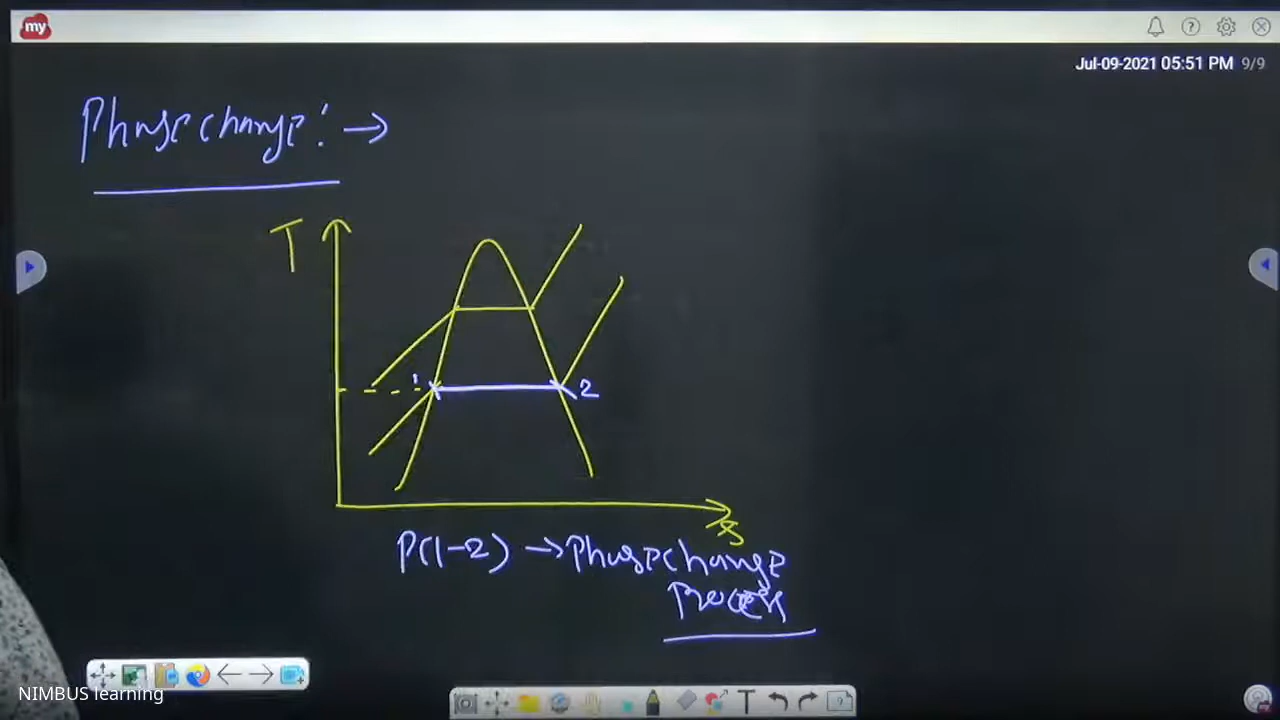 my
Jul-09-2021 05:51 PM 9/9
Phase change : →
T
1
2
s
P(1-2) → Phase change
Process
NIMBUS learning